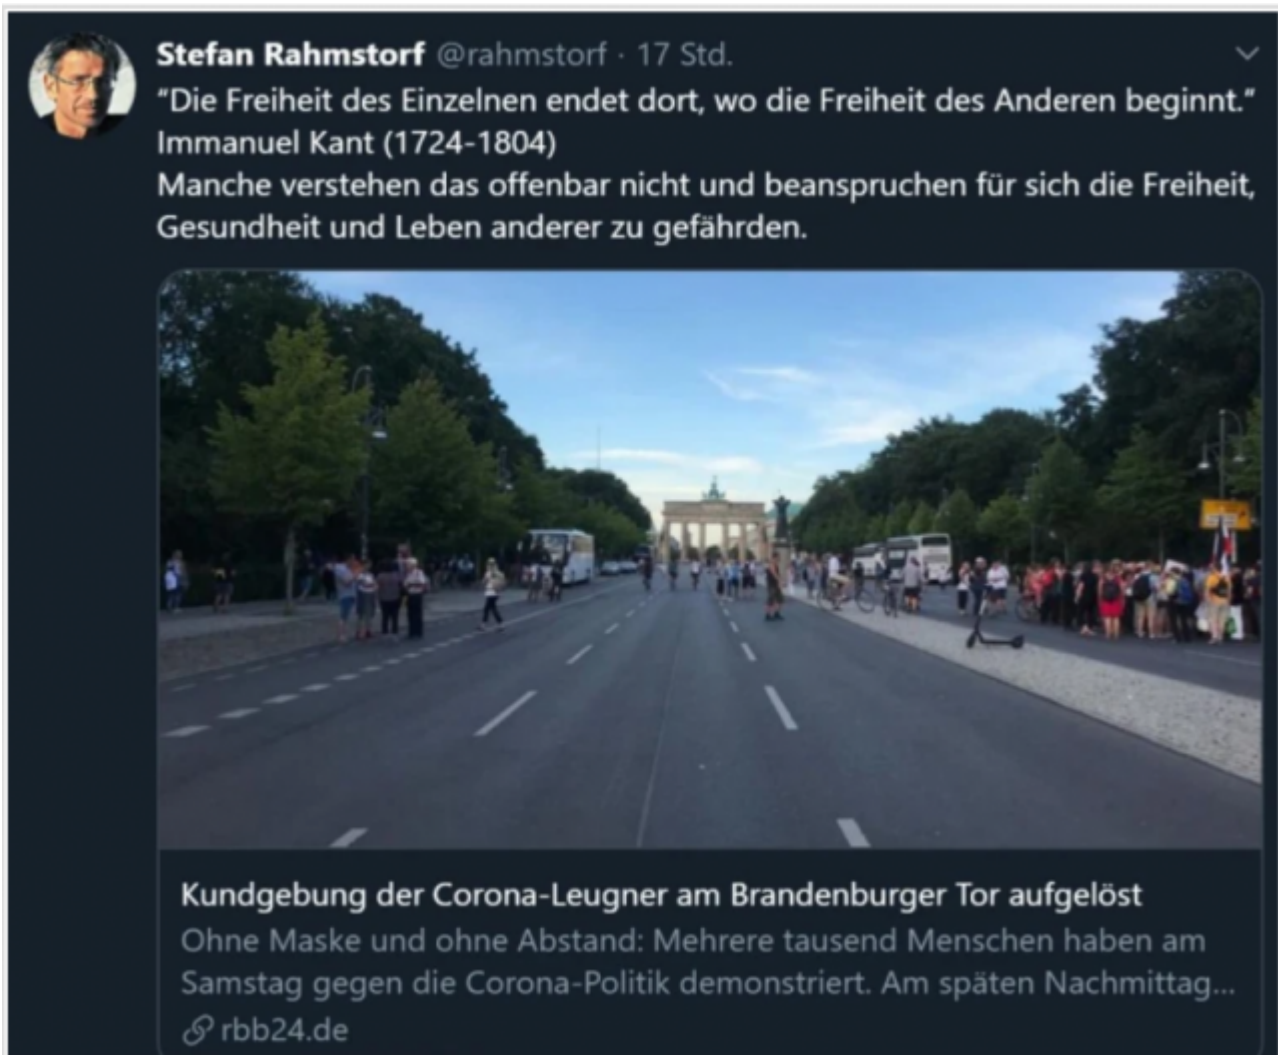 Stefan Rahmstorf @rahmstorf · 17 Std.
“Die Freiheit des Einzelnen endet dort, wo die Freiheit des Anderen beginnt.”
Immanuel Kant (1724-1804)
Manche verstehen das offenbar nicht und beanspruchen für sich die Freiheit,
Gesundheit und Leben anderer zu gefährden.
Kundgebung der Corona-Leugner am Brandenburger Tor aufgelöst
Ohne Maske und ohne Abstand: Mehrere tausend Menschen haben am
Samstag gegen die Corona-Politik demonstriert. Am späten Nachmittag...
rbb24.de